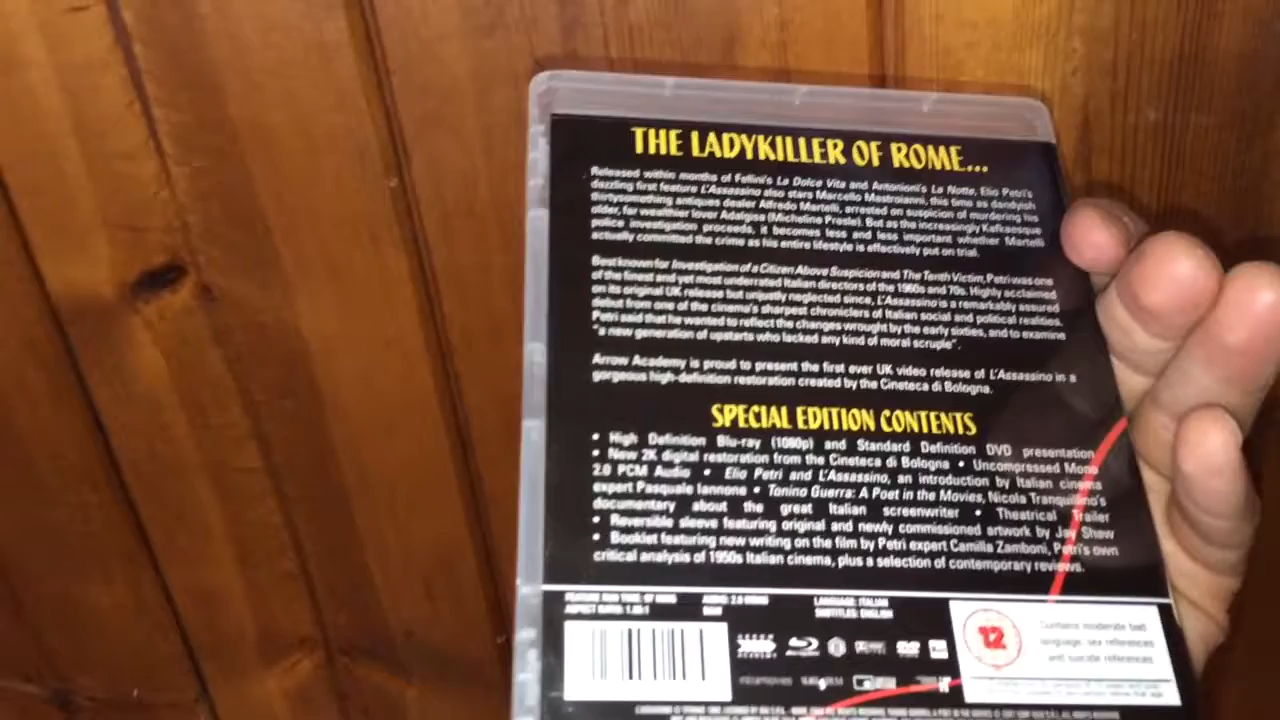 THE LADYKILLER OF ROME...
Released within months of Fellini's La Dolce Vita and Antonioni's La Notte, Elio Petri's
dazzling first feature L'Assassino also stars Marcello Mastroianni, this time as dandyish
thirtysomething antiques dealer Alfredo Martelli, arrested on suspicion of murdering his
older, far wealthier lover Adalgisa (Micheline Presle). But as the increasingly Kafkaesque
police investigation proceeds, it becomes less and less important whether Martelli
actually committed the crime as his entire lifestyle is effectively put on trial.
Best known for Investigation of a Citizen Above Suspicion and The Tenth Victim, Petri was one
of the finest and yet most underrated Italian directors of the 1960s and 70s. Highly acclaimed
on its original UK release but unjustly neglected since, L'Assassino is a remarkably assured
debut from one of the cinema's sharpest chroniclers of Italian social and political realities.
Petri said that he wanted to reflect the changes wrought by the early sixties, and to examine
"a new generation of upstarts who lacked any kind of moral scruple".
Arrow Academy is proud to present the first ever UK video release of L'Assassino in a
gorgeous high-definition restoration created by the Cineteca di Bologna.
SPECIAL EDITION CONTENTS
• High Definition Blu-ray (1080p) and Standard Definition DVD presentation
• New 2K digital restoration from the Cineteca di Bologna • Uncompressed Mono
2.0 PCM Audio • Elio Petri and L'Assassino, an introduction by Italian cinema
expert Pasquale Iannone • Tonino Guerra: A Poet in the Movies, Nicola Tranquillino's
documentary about the great Italian screenwriter • Theatrical Trailer
• Reversible sleeve featuring original and newly commissioned artwork by Jay Shaw
• Booklet featuring new writing on the film by Petri expert Camilla Zamboni, Petri's own
critical analysis of 1950s Italian cinema, plus a selection of contemporary reviews.
LANGUAGE: ITALIAN
ASPECT RATIO: 1.85:1 SUBTITLES: ENGLISH
12
Contains moderate bad
language, sex references
and suicide references